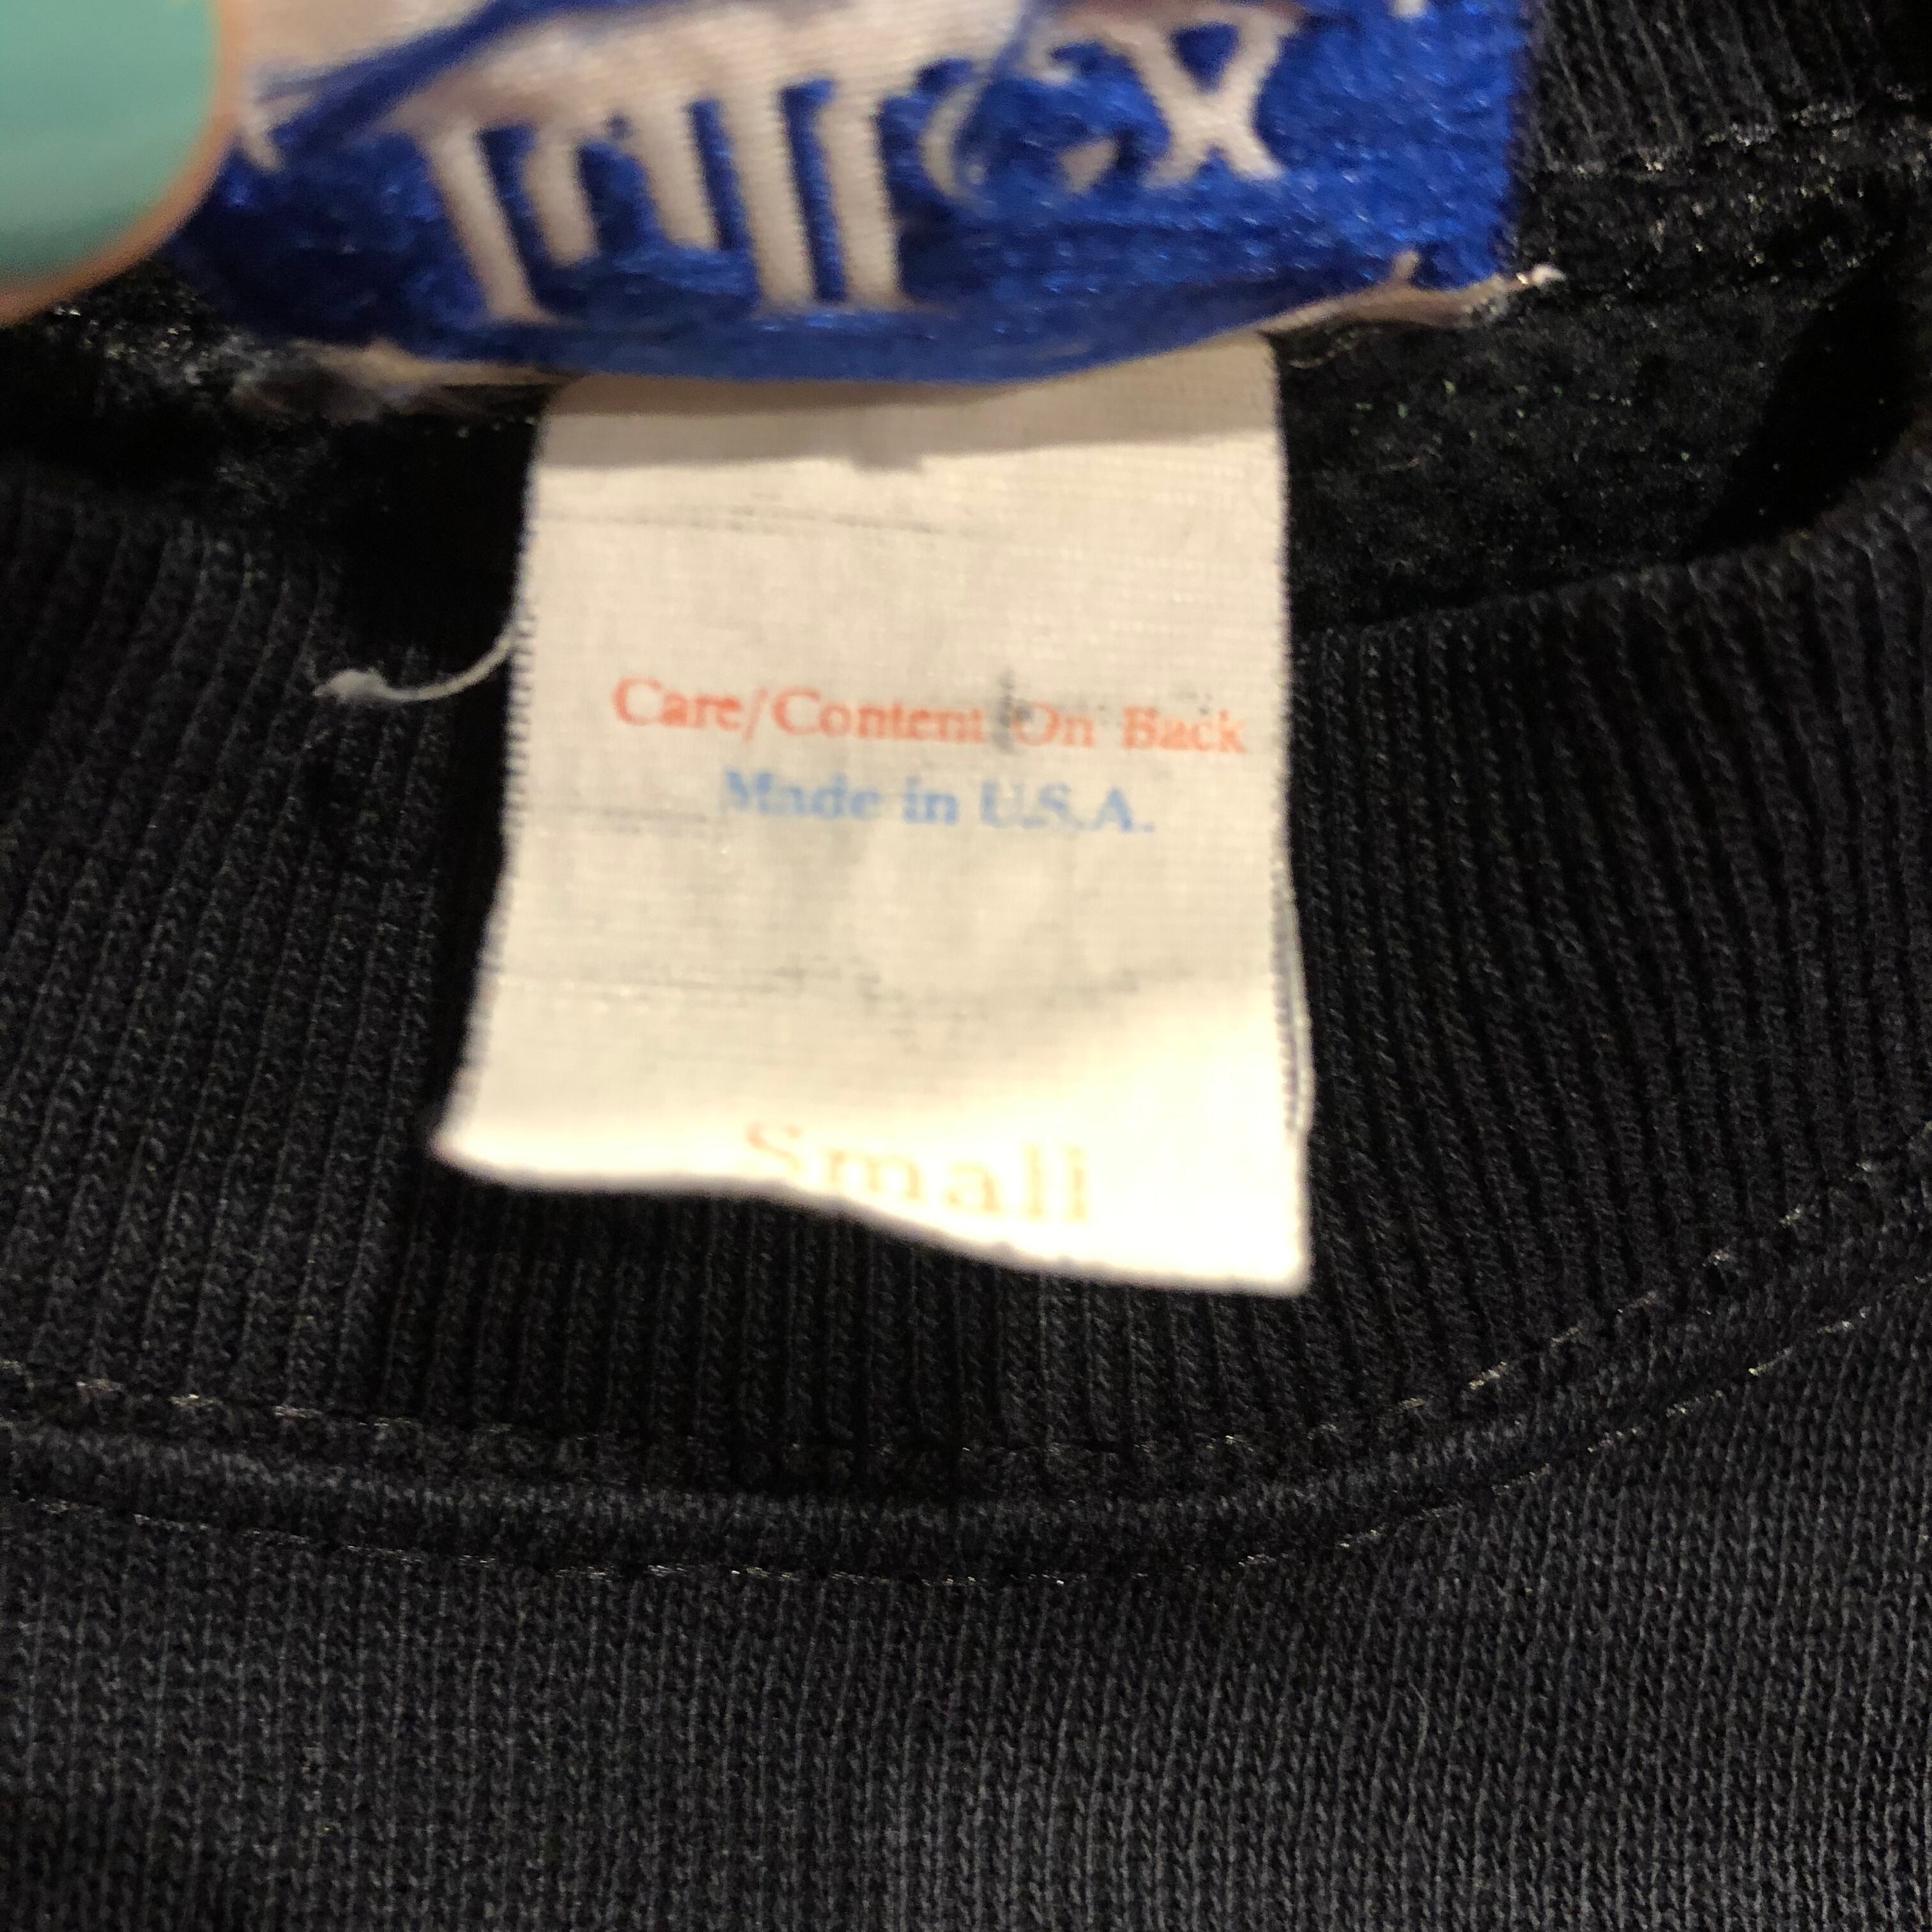 Care/Content On Back
Made in U.S.A.
Small